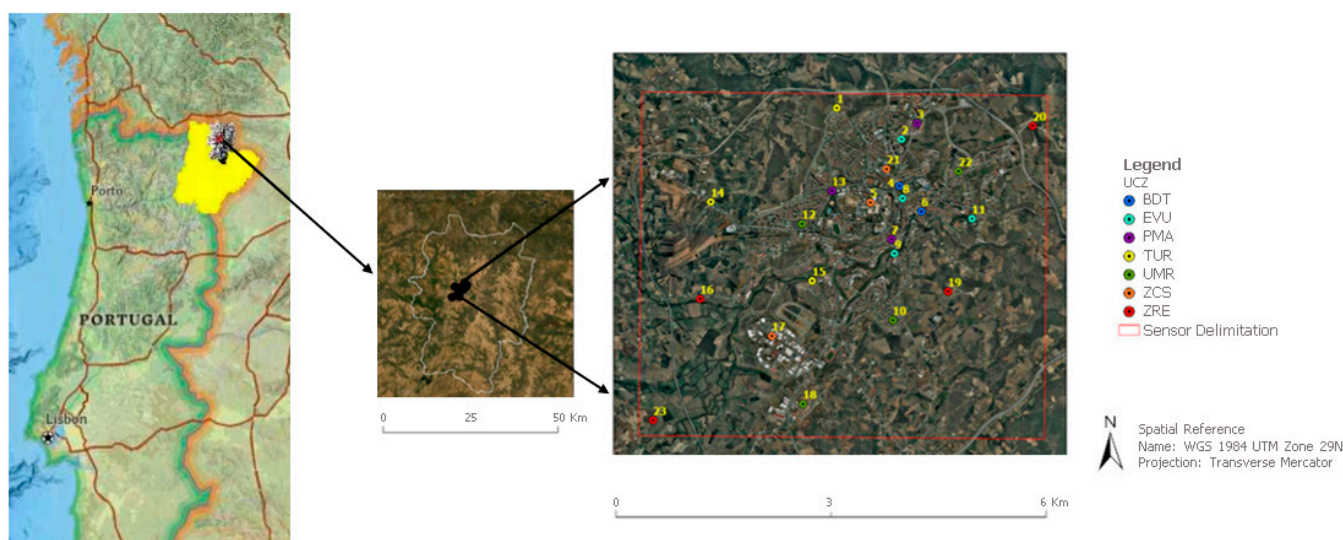 Porto
PORTUGAL
Lisbon
0 25 50 Km
1
3
20
2
21
22
4
8
13
5
14
6
11
12
7
9
15
19
16
10
17
18
23
0 3 6 Km
Legend
UCZ
BDT
EVU
PMA
TUR
UMR
ZCS
ZRE
Sensor Delimitation
N
Spatial Reference
Name: WGS 1984 UTM Zone 29N
Projection: Transverse Mercator